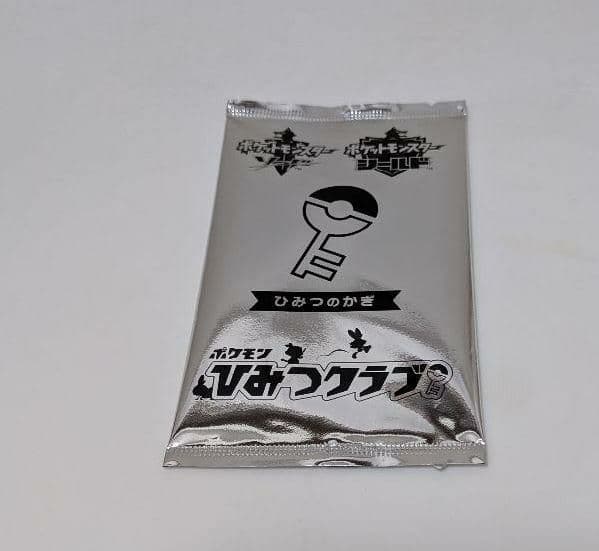 ポケットモンスター
ソード
ポケットモンスター
シールド
ひみつのかぎ
ポケモン
ひみつクラブ